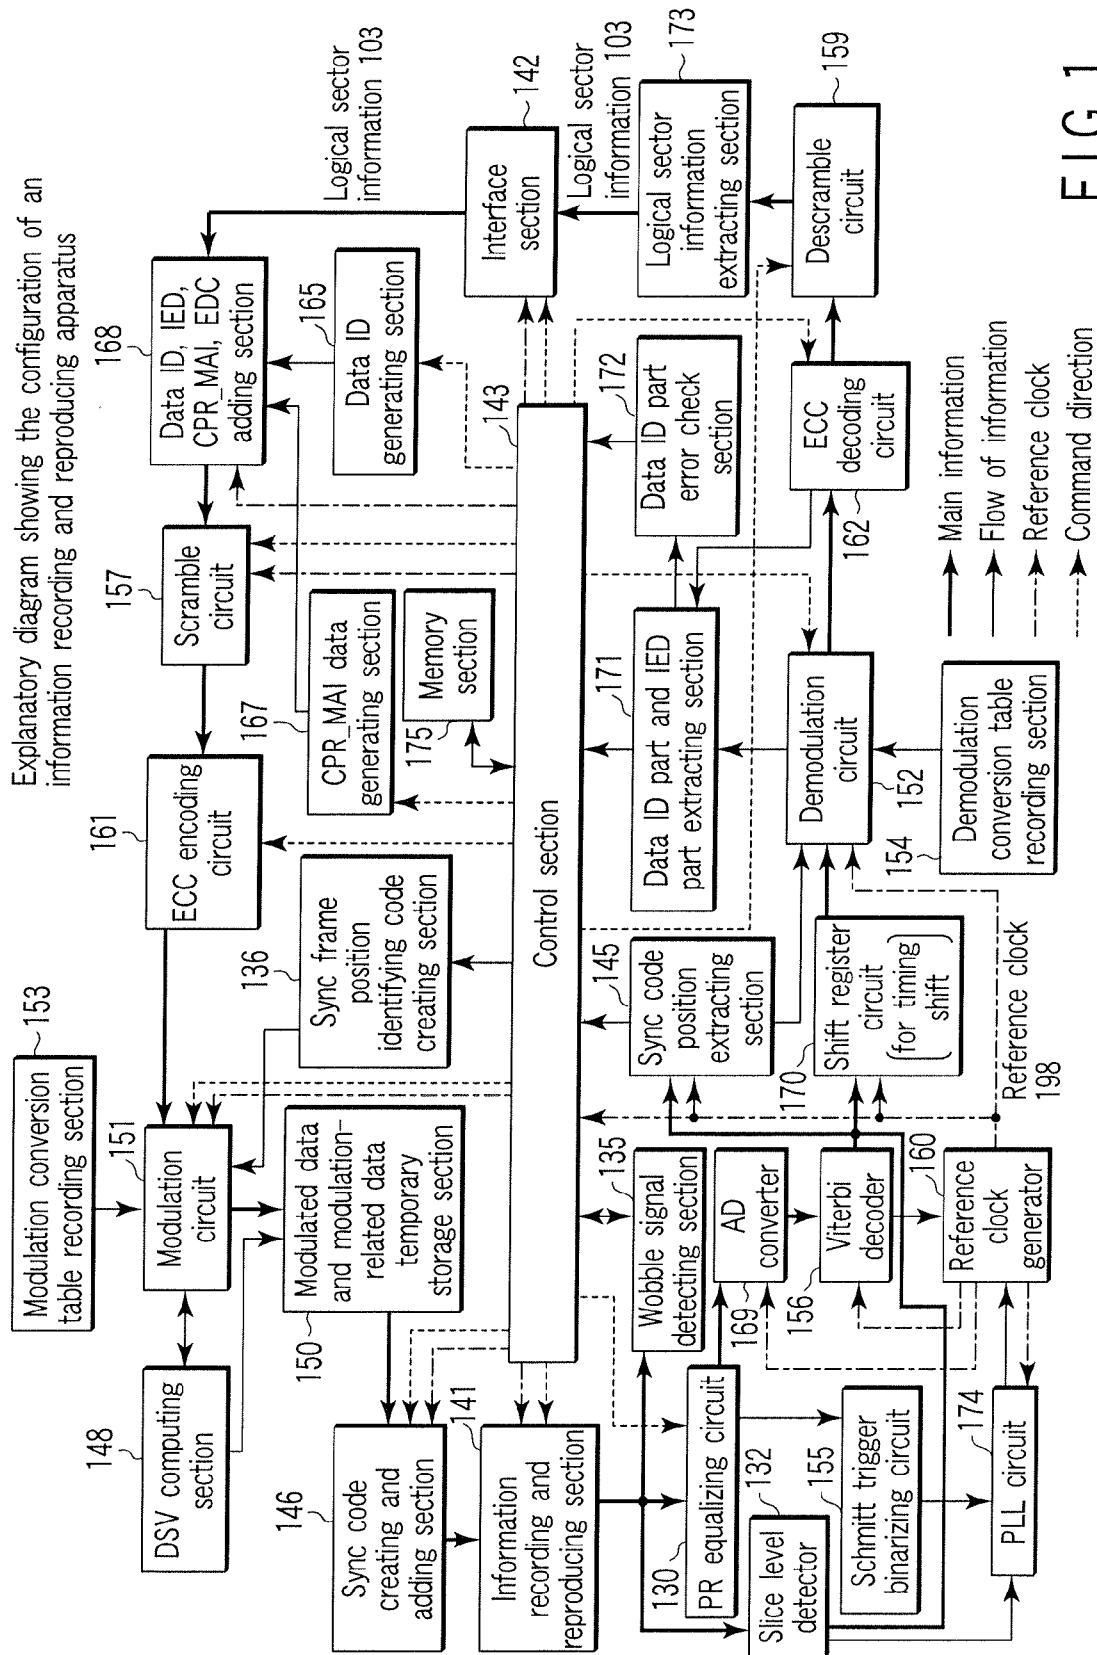 Explanatory diagram showing the configuration of an
information recording and reproducing apparatus
153
Modulation conversion
table recording section
148
DSV computing
section
151
Modulation
circuit
161
ECC encoding
circuit
157
Scramble
circuit
168
Data ID, IED,
CPR_MAI, EDC
adding section
Logical sector
information 103
146
Sync code
creating and
adding section
150
Modulated data
and modulation-
related data
temporary
storage section
136
Sync frame
position
identifying code
creating section
167
CPR_MAI data
generating section
165
Data ID
generating section
142
Interface
section
175
Memory
section
141
Information
recording and
reproducing section
143
Control section
Logical sector
information 103
135
Wobble signal
detecting section
145
Sync code
position
extracting
section
171
Data ID part and IED
part extracting section
172
Data ID part
error check
section
173
Logical sector
information
extracting section
130
PR equalizing circuit
169
AD
converter
132
Slice level
detector
155
Schmitt trigger
binarizing circuit
156
Viterbi
decoder
170
Shift register
circuit
(for timing
shift)
152
Demodulation
circuit
162
ECC
decoding
circuit
159
Descramble
circuit
174
PLL circuit
160
Reference
clock
generator
Reference clock
198
154
Demodulation
conversion table
recording section
Main information
Flow of information
Reference clock
Command direction
FIG. 1